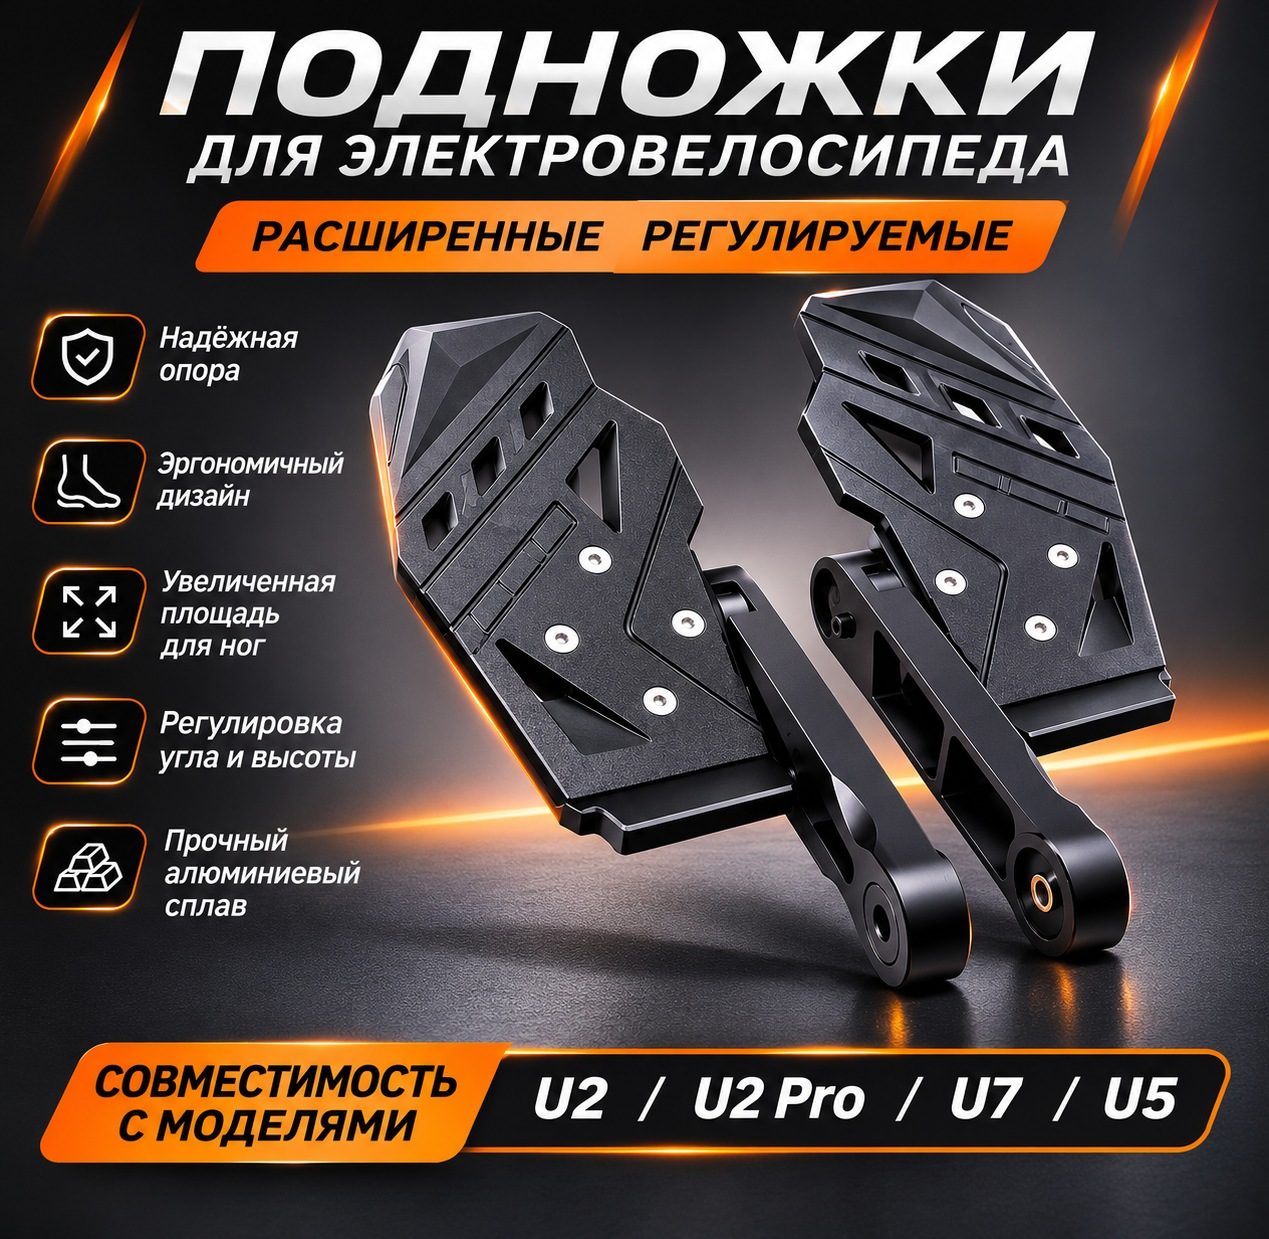 ПОДНОЖКИ
ДЛЯ ЭЛЕКТРОВЕЛОСИПЕДА
РАСШИРЕННЫЕ РЕГУЛИРУЕМЫЕ
Надёжная
опора
Эргономичный
дизайн
Увеличенная
площадь
для ног
Регулировка
угла и высоты
Прочный
алюминиевый
сплав
СОВМЕСТИМОСТЬ
С МОДЕЛЯМИ
U2 / U2 Pro / U7 / U5